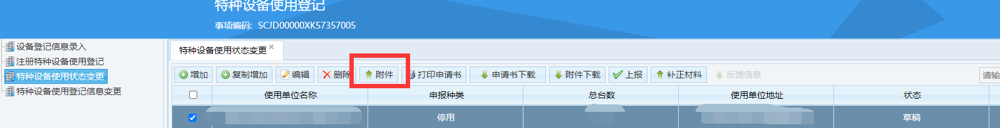 特种设备使用登记
事项编码: SCJD00000XK57357005
设备登记信息录入
注册特种设备使用登记
特种设备使用状态变更
特种设备使用登记信息变更
特种设备使用状态变更
增加 复制增加 编辑 删除 附件 打印申请书 申请书下载 附件下载 上报 补正材料 反馈信息 请输
使用单位名称 申报种类 总台数 使用单位地址 状态
停用 草稿